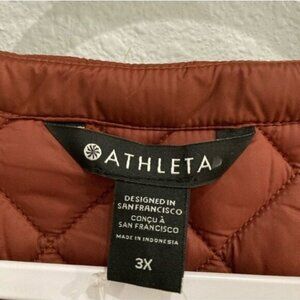 ATHLETA
DESIGNED IN
SAN FRANCISCO
CONÇU À
SAN FRANCISCO
MADE IN INDONESIA
3X